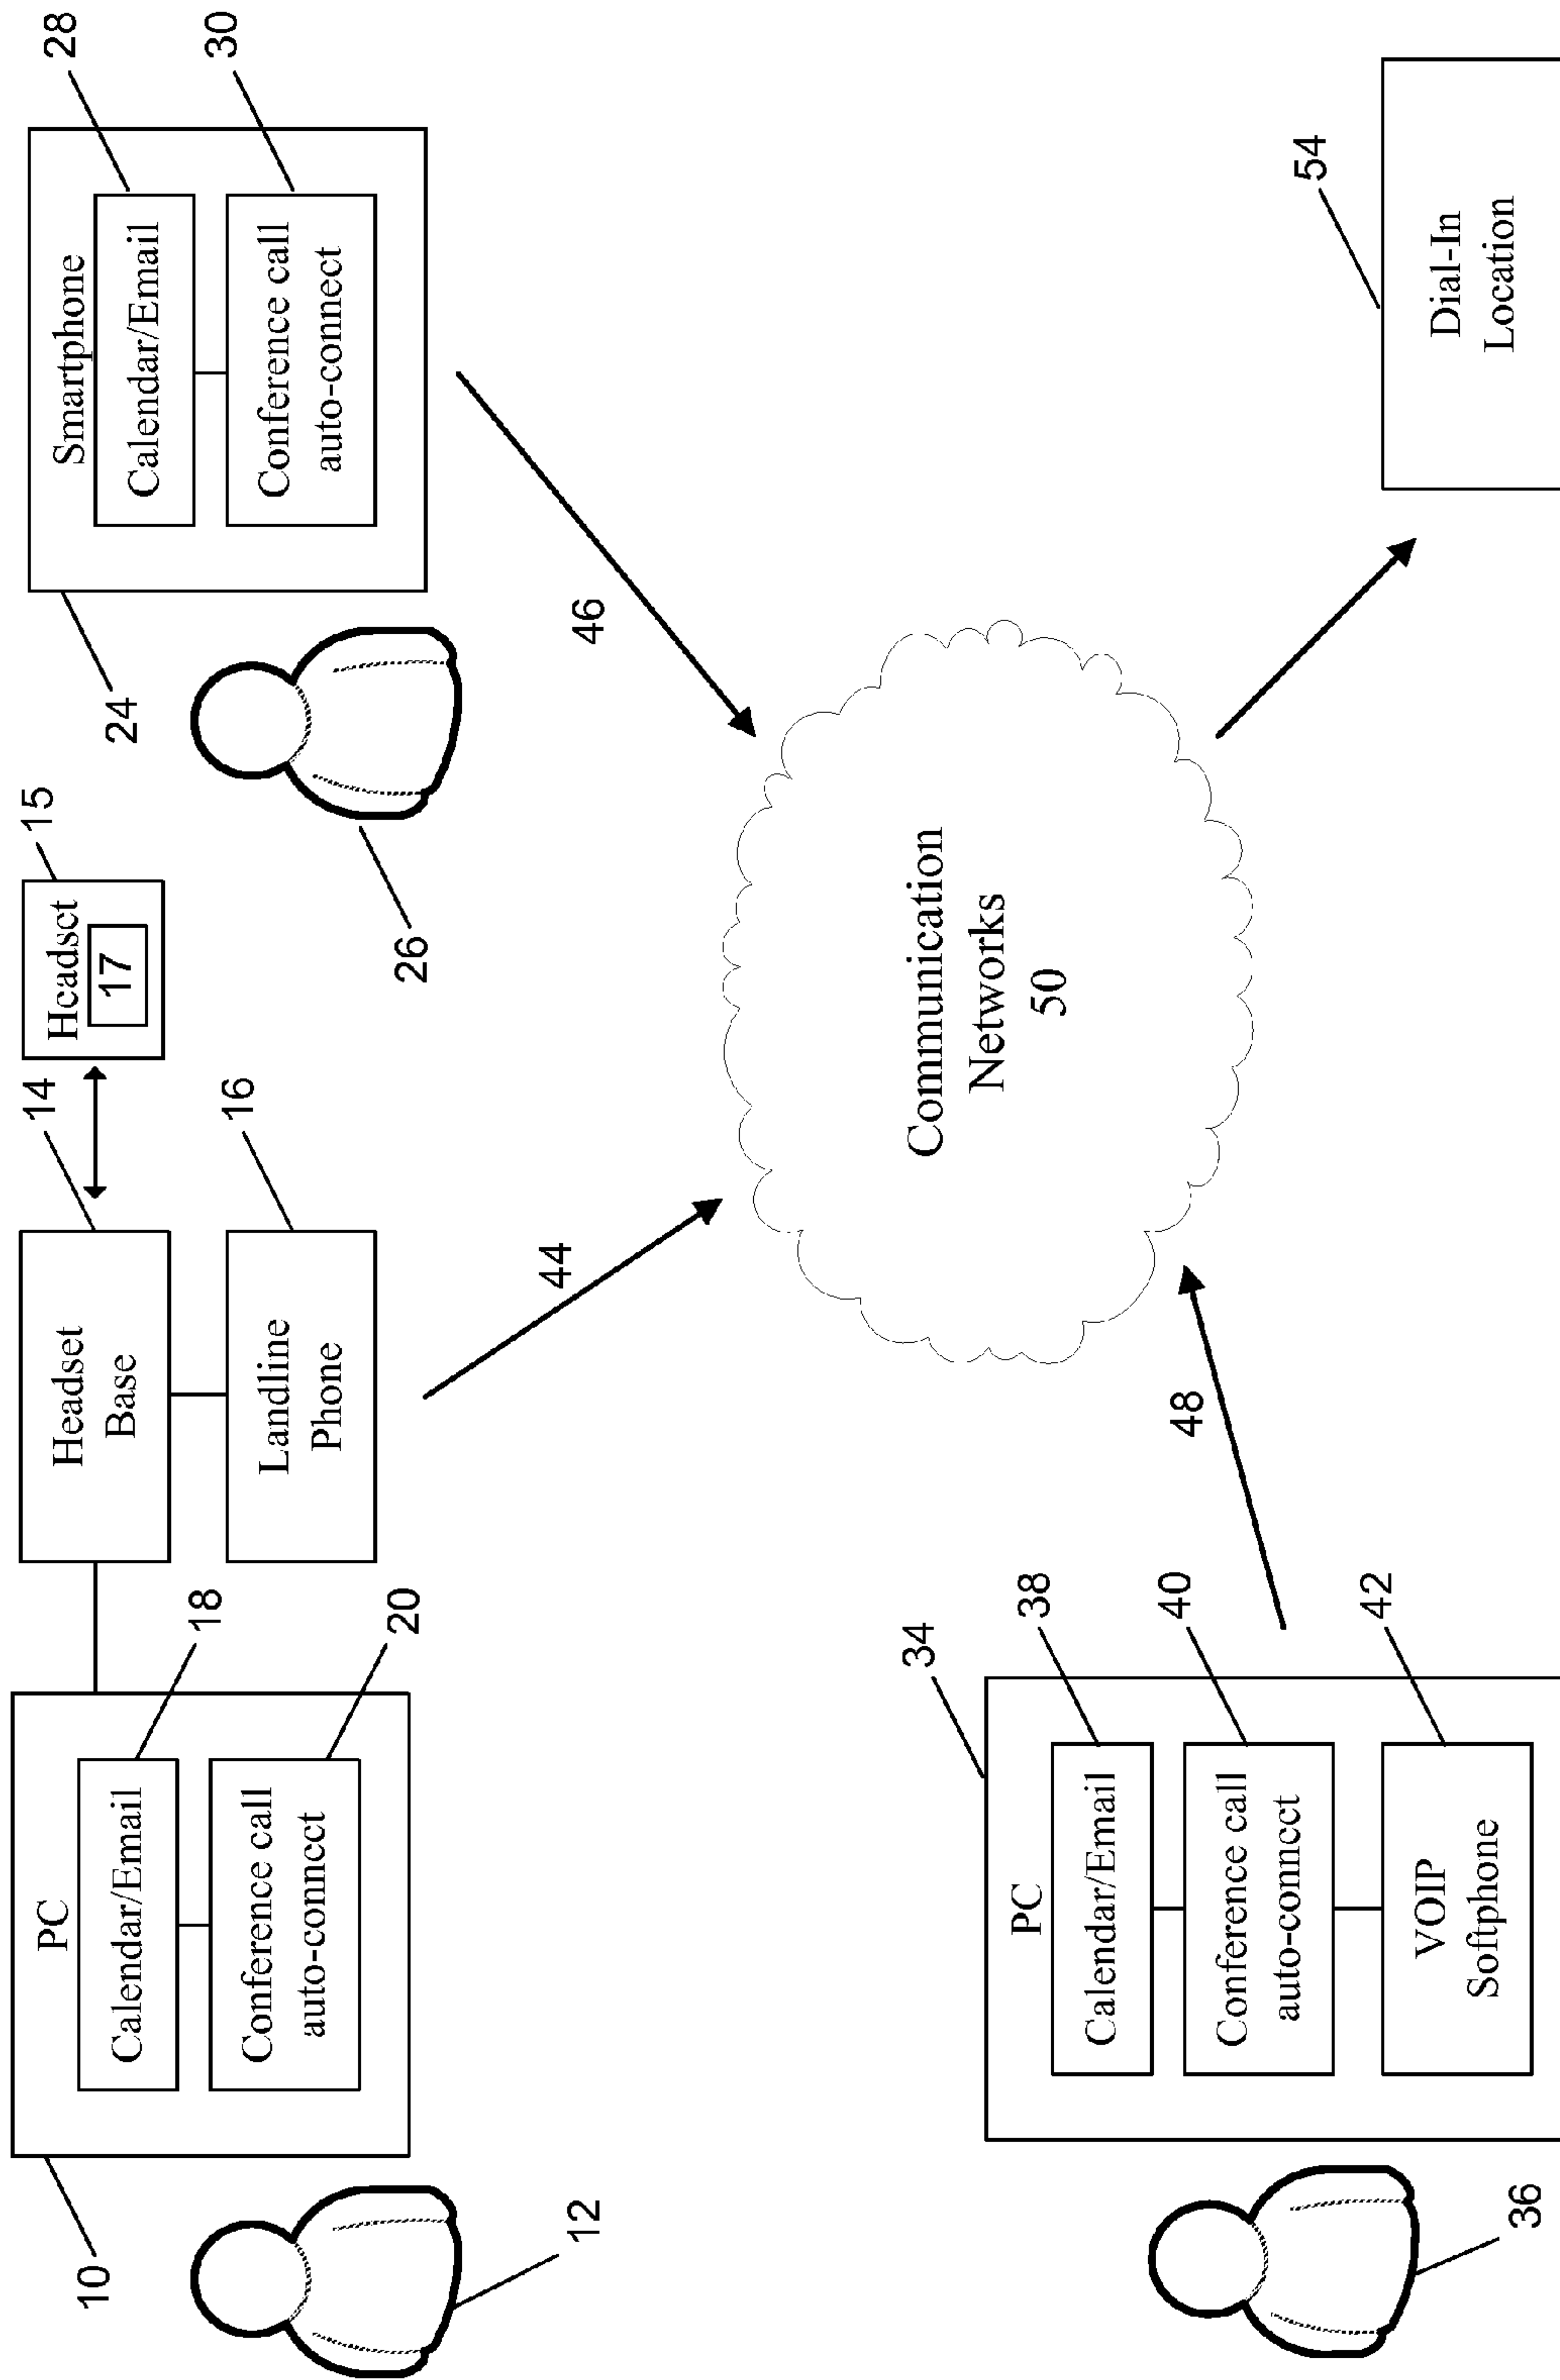 10
12
PC
Calendar/Email
Conference call
auto-connect
18
20
Headset
Base
14
Landline
Phone
16
Headset
17
15
44
24
26
Smartphone
Calendar/Email
Conference call
auto-connect
28
30
46
Communication
Networks
50
36
34
PC
Calendar/Email
Conference call
auto-connect
VOIP
Softphone
38
40
42
48
Dial-In
Location
54